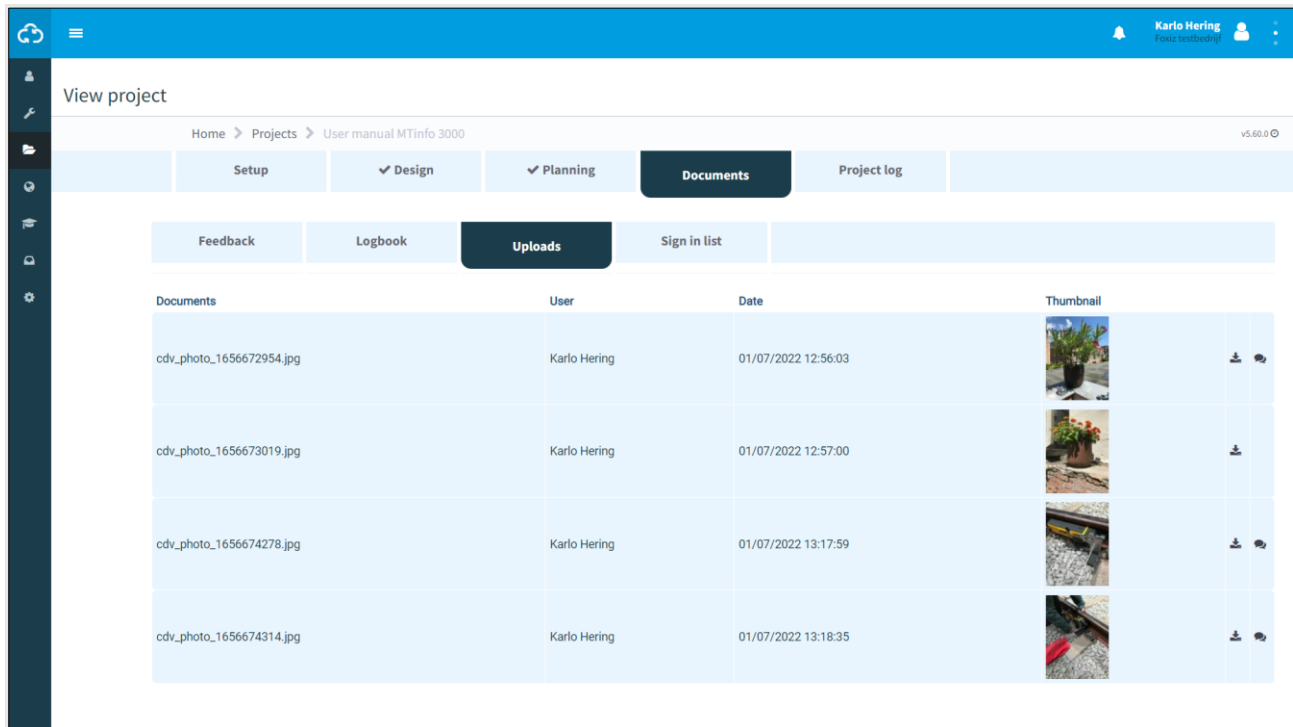 Karlo Hering
Foxiz testbedrijf
View project
Home Projects User manual MTinfo 3000 v5.60.0
Setup Design Planning Documents Project log
Feedback Logbook Uploads Sign in list
Documents User Date Thumbnail
cdv_photo_1656672954.jpg Karlo Hering 01/07/2022 12:56:03
cdv_photo_1656673019.jpg Karlo Hering 01/07/2022 12:57:00
cdv_photo_1656674278.jpg Karlo Hering 01/07/2022 13:17:59
cdv_photo_1656674314.jpg Karlo Hering 01/07/2022 13:18:35